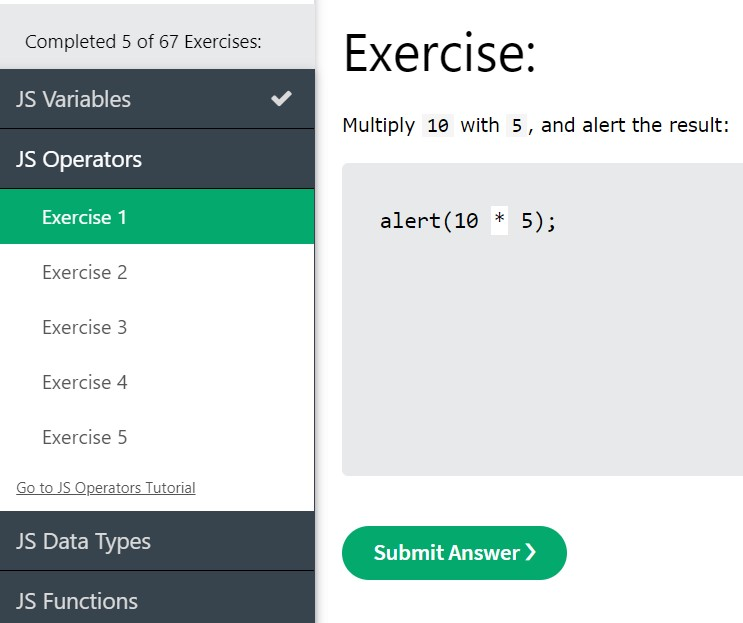 Completed 5 of 67 Exercises:
JS Variables
JS Operators
Exercise 1
Exercise 2
Exercise 3
Exercise 4
Exercise 5
Go to JS Operators Tutorial
JS Data Types
JS Functions
Exercise:
Multiply 10 with 5, and alert the result:
alert(10 * 5);
Submit Answer ❯